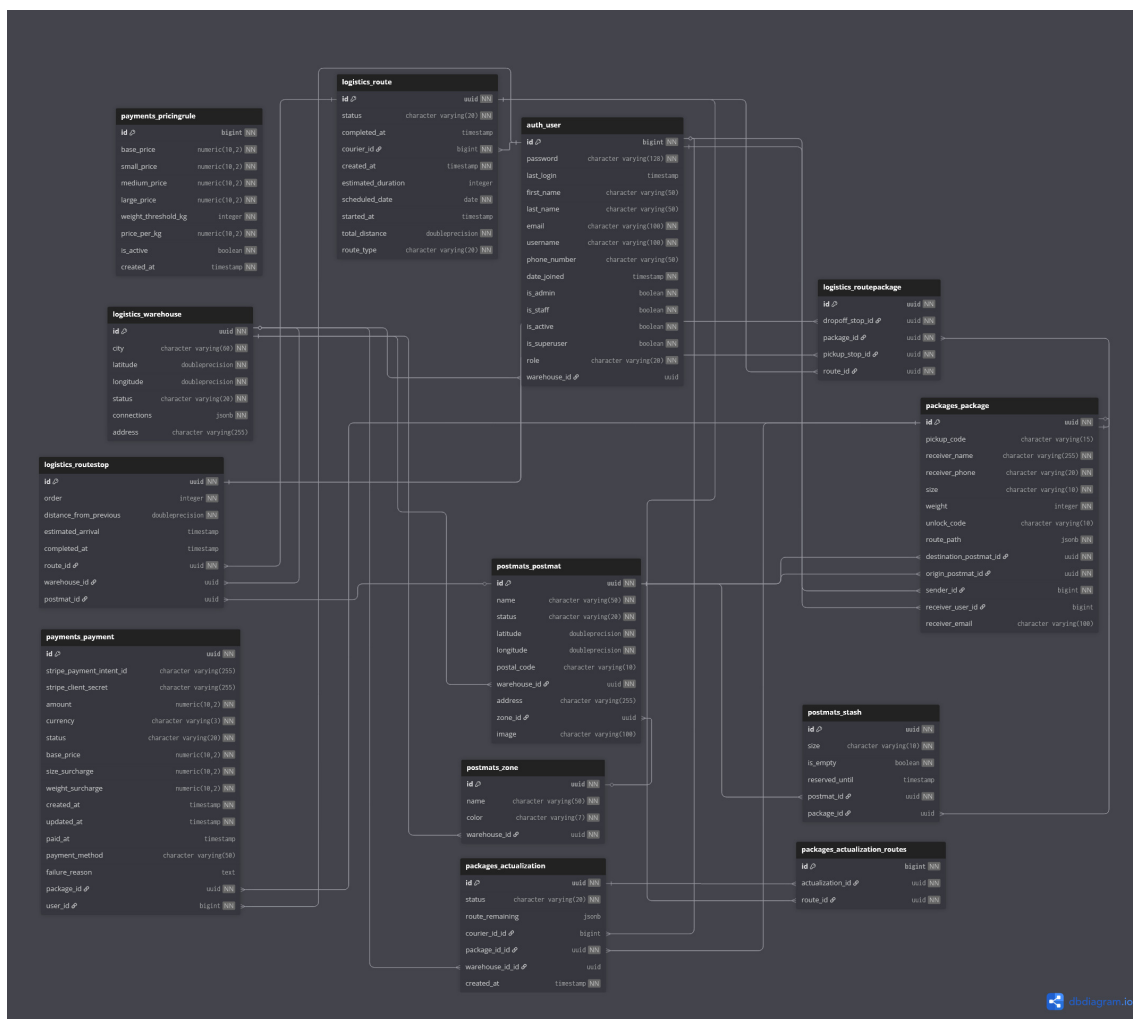 logistics_route
id uuid NN
status character varying(20) NN
completed_at timestamp
courier_id bigint NN
created_at timestamp NN
estimated_duration integer
scheduled_date date NN
started_at timestamp
total_distance doubleprecision NN
route_type character varying(20) NN
payments_pricingrule
id bigint NN
base_price numeric(10,2) NN
small_price numeric(10,2) NN
medium_price numeric(10,2) NN
large_price numeric(10,2) NN
weight_threshold_kg integer NN
price_per_kg numeric(10,2) NN
is_active boolean NN
created_at timestamp NN
auth_user
id bigint NN
password character varying(128) NN
last_login timestamp
first_name character varying(50)
last_name character varying(50)
email character varying(100) NN
username character varying(100) NN
phone_number character varying(50)
date_joined timestamp NN
is_admin boolean NN
is_staff boolean NN
is_active boolean NN
is_superuser boolean NN
role character varying(20) NN
warehouse_id uuid
logistics_routepackage
id uuid NN
dropoff_stop_id uuid NN
package_id uuid NN
pickup_stop_id uuid NN
route_id uuid NN
logistics_warehouse
id uuid NN
city character varying(60) NN
latitude doubleprecision NN
longitude doubleprecision NN
status character varying(20) NN
connections jsonb NN
address character varying(255)
packages_package
id uuid NN
pickup_code character varying(15)
receiver_name character varying(255) NN
receiver_phone character varying(20) NN
size character varying(10) NN
weight integer NN
unlock_code character varying(10)
route_path jsonb NN
destination_postmat_id uuid NN
origin_postmat_id uuid NN
sender_id bigint NN
receiver_user_id bigint
receiver_email character varying(100)
logistics_routestop
id uuid NN
order integer NN
distance_from_previous doubleprecision NN
estimated_arrival timestamp
completed_at timestamp
route_id uuid NN
warehouse_id uuid
postmat_id uuid
postmats_postmat
id uuid NN
name character varying(50) NN
status character varying(20) NN
latitude doubleprecision NN
longitude doubleprecision NN
postal_code character varying(10)
warehouse_id uuid NN
address character varying(255)
zone_id uuid
image character varying(100)
payments_payment
id uuid NN
stripe_payment_intent_id character varying(255)
stripe_client_secret character varying(255)
amount numeric(10,2) NN
currency character varying(3) NN
status character varying(20) NN
base_price numeric(10,2) NN
size_surcharge numeric(10,2) NN
weight_surcharge numeric(10,2) NN
created_at timestamp NN
updated_at timestamp NN
paid_at timestamp
payment_method character varying(50)
failure_reason text
package_id uuid NN
user_id bigint NN
postmats_stash
id uuid NN
size character varying(10) NN
is_empty boolean NN
reserved_until timestamp
postmat_id uuid NN
package_id uuid
postmats_zone
id uuid NN
name character varying(50) NN
color character varying(7) NN
warehouse_id uuid NN
packages_actualization_routes
id bigint NN
actualization_id uuid NN
route_id uuid NN
packages_actualization
id uuid NN
status character varying(20) NN
route_remaining jsonb
courier_id_id bigint
package_id_id uuid NN
warehouse_id_id uuid
created_at timestamp NN
dbdiagram.io